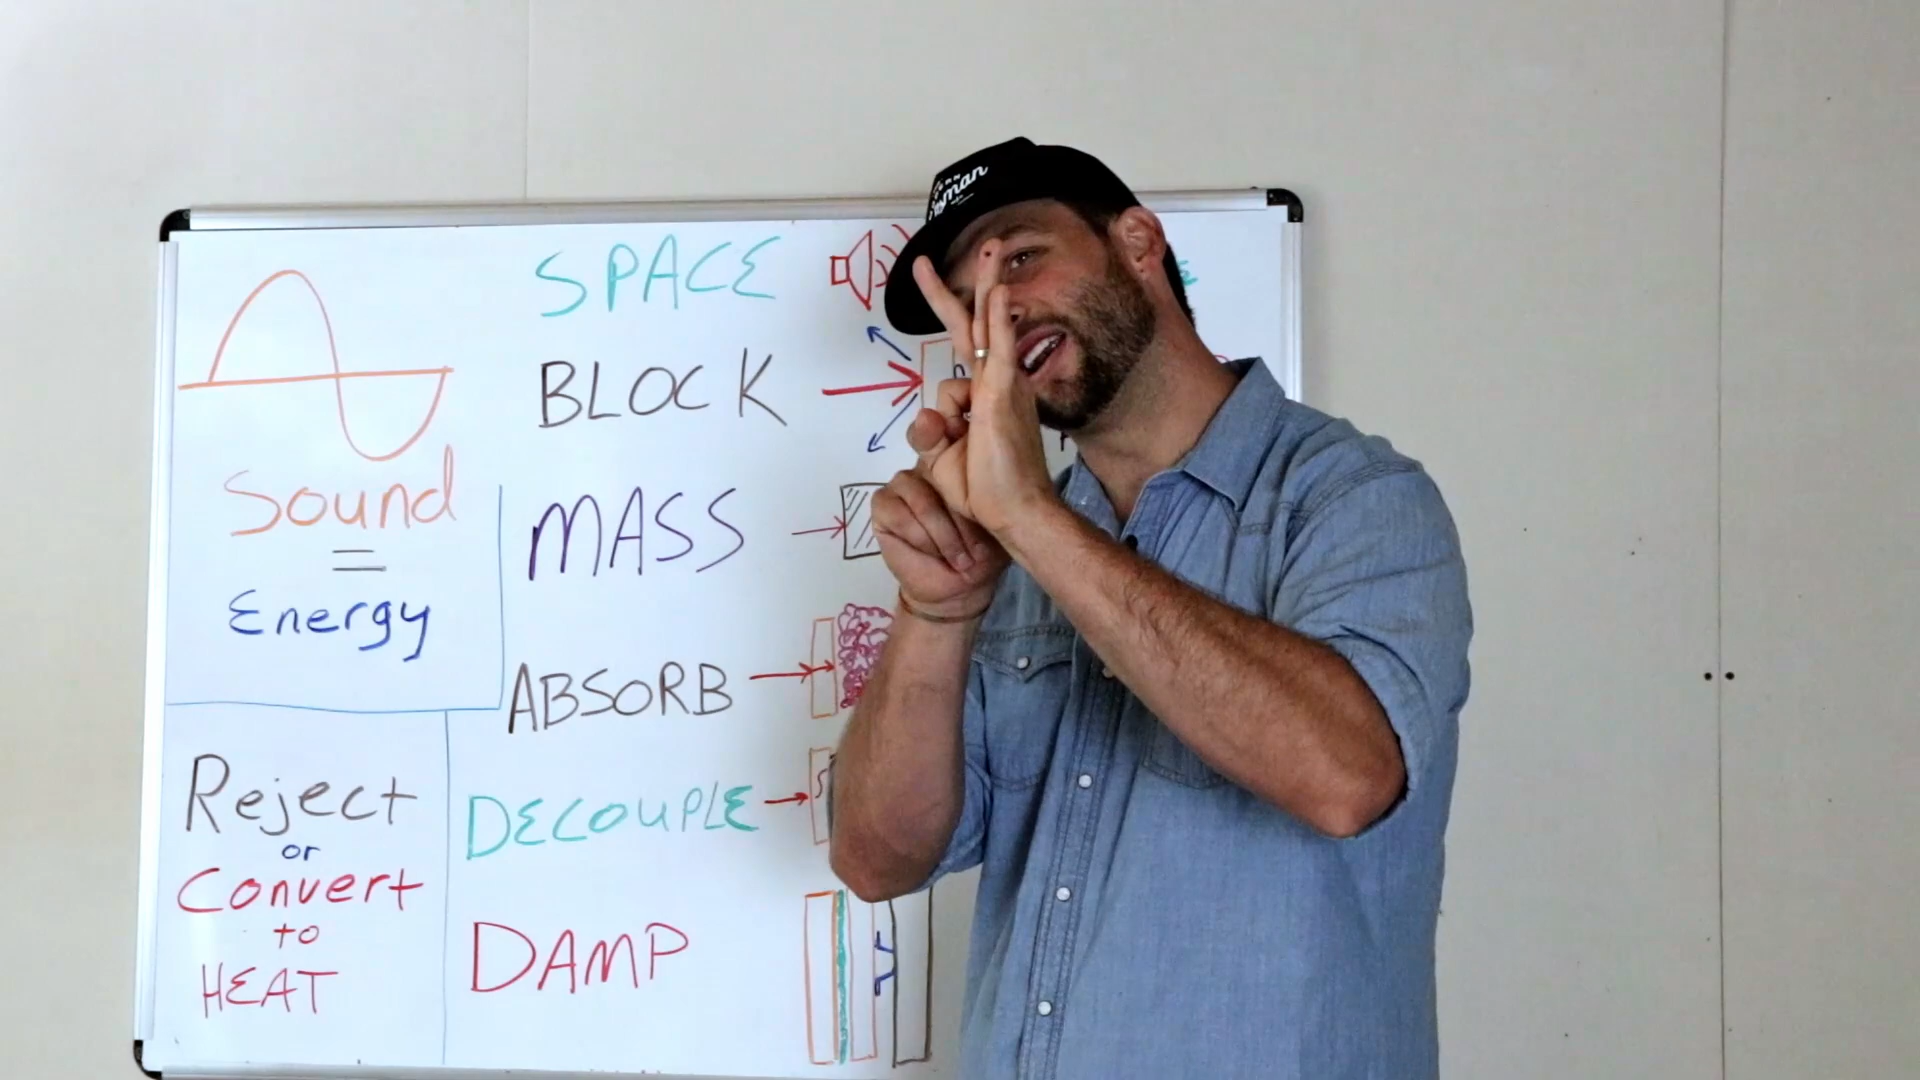 Sound
=
Energy
Reject
or
Convert
to
HEAT
SPACE
BLOCK
MASS
ABSORB
DECOUPLE
DAMP